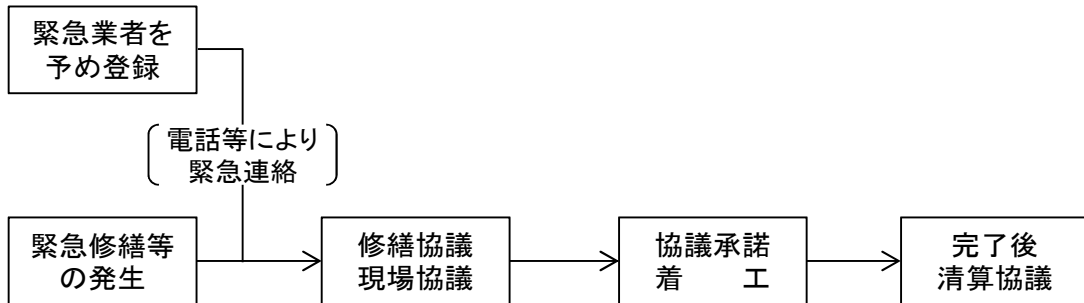 緊急業者を
予め登録
電話等により
緊急連絡
緊急修繕等
の発生
修繕協議
現場協議
協議承諾
着　　工
完了後
清算協議